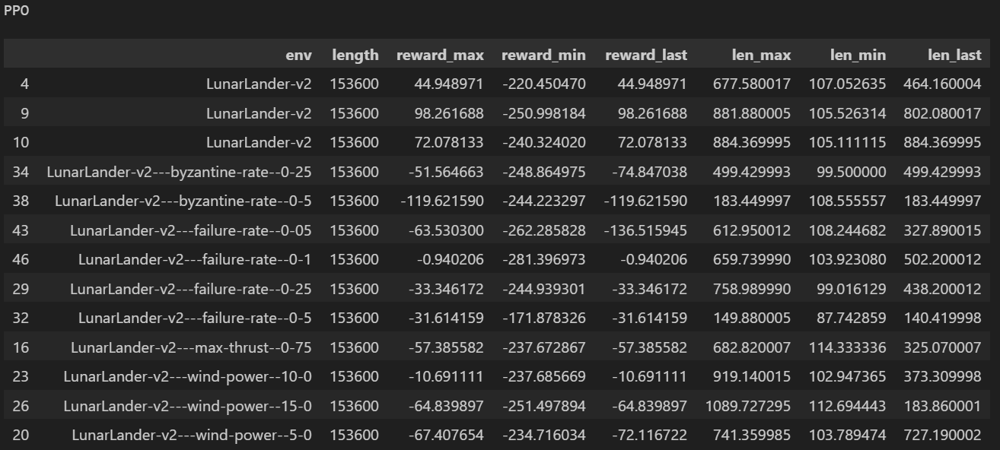 PPO
env length reward_max reward_min reward_last len_max len_min len_last
4 LunarLander-v2 153600 44.948971 -220.450470 44.948971 677.580017 107.052635 464.160004
9 LunarLander-v2 153600 98.261688 -250.998184 98.261688 881.880005 105.526314 802.080017
10 LunarLander-v2 153600 72.078133 -240.324020 72.078133 884.369995 105.111115 884.369995
34 LunarLander-v2---byzantine-rate--0-25 153600 -51.564663 -248.864975 -74.847038 499.429993 99.500000 499.429993
38 LunarLander-v2---byzantine-rate--0-5 153600 -119.621590 -244.223297 -119.621590 183.449997 108.555557 183.449997
43 LunarLander-v2---failure-rate--0-05 153600 -63.530300 -262.285828 -136.515945 612.950012 108.244682 327.890015
46 LunarLander-v2---failure-rate--0-1 153600 -0.940206 -281.396973 -0.940206 659.739990 103.923080 502.200012
29 LunarLander-v2---failure-rate--0-25 153600 -33.346172 -244.939301 -33.346172 758.989990 99.016129 438.200012
32 LunarLander-v2---failure-rate--0-5 153600 -31.614159 -171.878326 -31.614159 149.880005 87.742859 140.419998
16 LunarLander-v2---max-thrust--0-75 153600 -57.385582 -237.672867 -57.385582 682.820007 114.333336 325.070007
23 LunarLander-v2---wind-power--10-0 153600 -10.691111 -237.685669 -10.691111 919.140015 102.947365 373.309998
26 LunarLander-v2---wind-power--15-0 153600 -64.839897 -251.497894 -64.839897 1089.727295 112.694443 183.860001
20 LunarLander-v2---wind-power--5-0 153600 -67.407654 -234.716034 -72.116722 741.359985 103.789474 727.190002